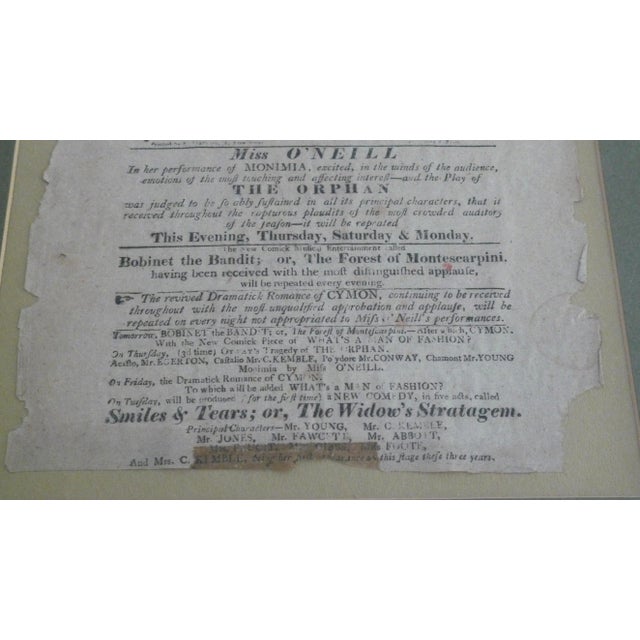 Miss O'NEILL
In her performance of MONIMIA, excited, in the minds of the audience,
emotions of the most touching and affecting interest—and the Play of
THE ORPHAN
was judged to be so ably sustained in all its principal characters, that it
received throughout the rapturous plaudits of the most crowded auditory
of the season—it will be repeated
This Evening, Thursday, Saturday & Monday.
The New Comick Musical Entertainment called
Bobinet the Bandit; or, The Forest of Montescarpini.
having been received with the most distinguished applause,
will be repeated every evening.
☛ The revived Dramatick Romance of CYMON, continuing to be received
throughout with the most unqualified approbation and applause, will be
repeated on every night not appropriated to Miss O'Neill's performances.
Tomorrow, BOBINET the BANDIT; or, The Forest of Montescarpini.—After which, CYMON.
With the New Comick Piece of WHAT'S A MAN OF FASHION?
On Thursday, (3d time) Otway's Tragedy of THE ORPHAN.
Acasto, Mr. EGERTON, Castalio Mr. C. KEMBLE, Polydore Mr. CONWAY, Chamont Mr. YOUNG
Monimia by Miss O'NEILL.
On Friday, the Dramatick Romance of CYMON.
To which will be added WHAT's a MAN of FASHION?
On Tuesday, will be produced (for the first time) a NEW COMEDY, in five acts, called
Smiles & Tears; or, The Widow's Stratagem.
Principal Characters—Mr. YOUNG, Mr. C. KEMBLE,
Mr. JONES, Mr. FAWCETT, Mr. ABBOTT,
Miss FOOTE,
And Mrs. C. KEMBLE, her first appearance on this stage these three years.